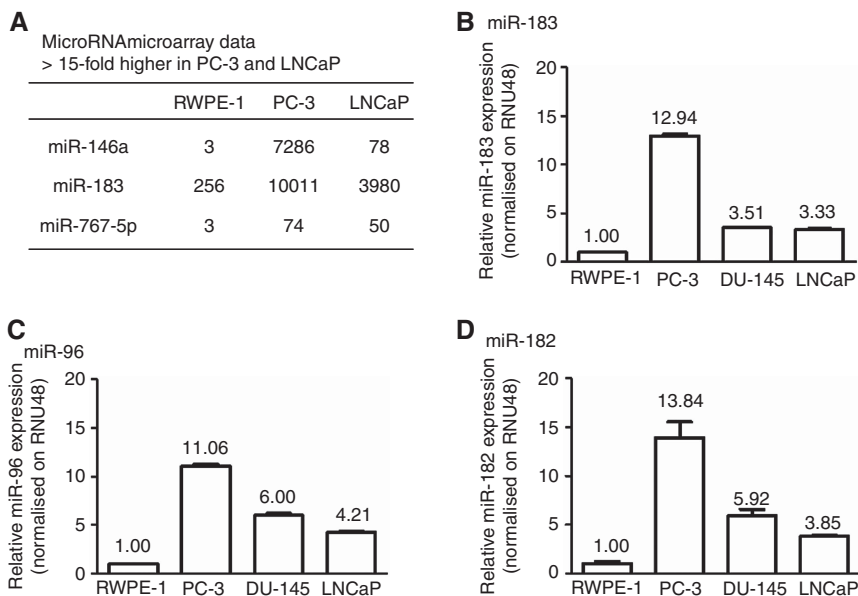 A
MicroRNAmicroarray data
> 15-fold higher in PC-3 and LNCaP
RWPE-1 PC-3 LNCaP
miR-146a 3 7286 78
miR-183 256 10011 3980
miR-767-5p 3 74 50
B miR-183
Relative miR-183 expression
(normalised on RNU48)
20
15
10
5
0
1.00
12.94
3.51
3.33
RWPE-1 PC-3 DU-145 LNCaP
C
miR-96
Relative miR-96 expression
(normalised on RNU48)
20
15
10
5
0
1.00
11.06
6.00
4.21
RWPE-1 PC-3 DU-145 LNCaP
D miR-182
Relative miR-182 expression
(normalised on RNU48)
20
15
10
5
0
1.00
13.84
5.92
3.85
RWPE-1 PC-3 DU-145 LNCaP